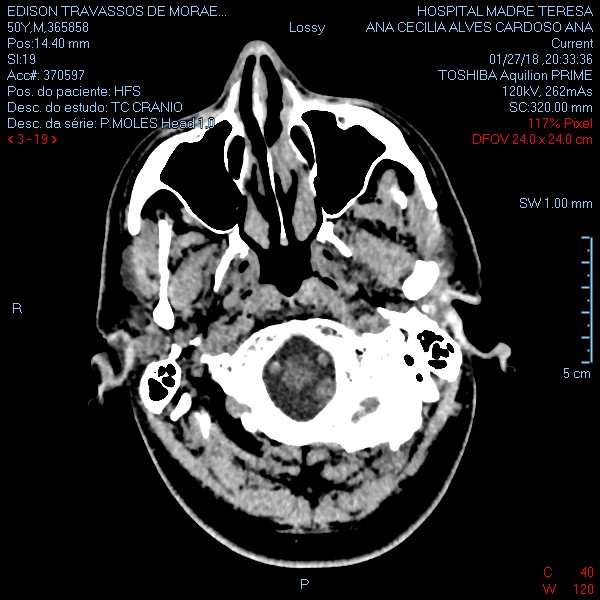 EDISON TRAVASSOS DE MORAE...
50Y,M,365858
Pos:14.40 mm
SI:19
Acc#: 370597
Pos. do paciente: HFS
Desc. do estudo: TC CRANIO
Desc. da série: P.MOLES Head 1.0
< 3 - 19 >
Lossy
HOSPITAL MADRE TERESA
ANA CECILIA ALVES CARDOSO ANA
Current
01/27/18 ,20:33:36
TOSHIBA Aquilion PRIME
120kV, 262mAs
SC:320.00 mm
117% Pixel
DFOV 24.0 x 24.0 cm
SW 1.00 mm
R
5 cm
P
C 40
W 120